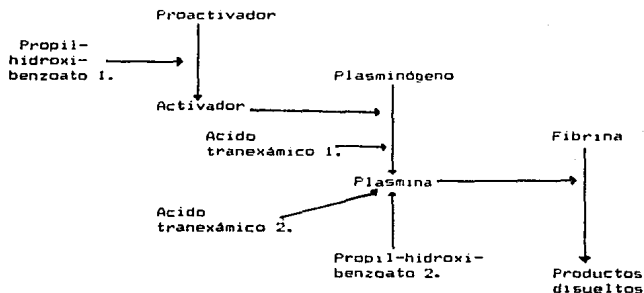 Proactivador
Propil-
hidroxi-
benzoato 1.
Plasminógeno
Activador
Acido
tranexámico 1.
Fibrina
Plasmina
Acido
tranexámico 2.
Propil-hidroxi-
benzoato 2.
Productos
disueltos